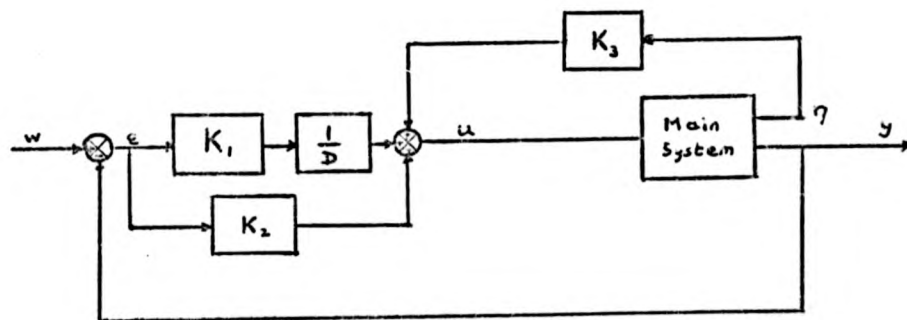 K₃
w
ε
K₁
1
D
u
Main
System
η
y
K₂